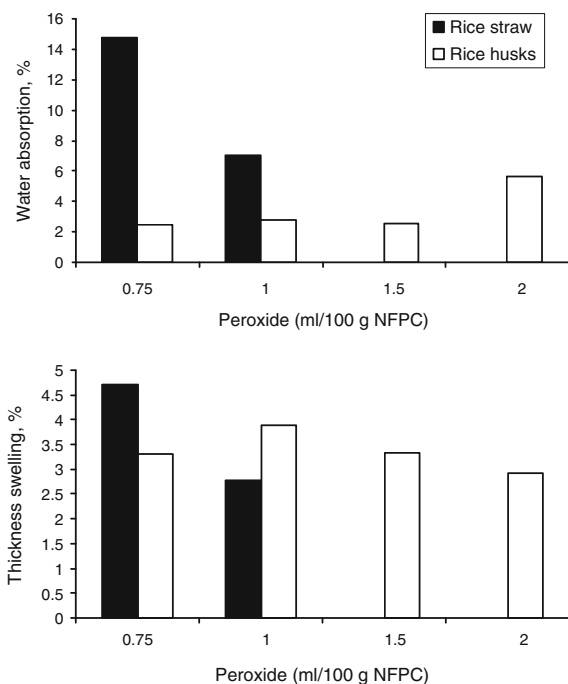 16
14
12
10
8
6
4
2
0
Water absorption, %
Rice straw
Rice husks
0.75 1 1.5 2
Peroxide (ml/100 g NFPC)
5
4.5
4
3.5
3
2.5
2
1.5
1
0.5
0
Thickness swelling, %
0.75 1 1.5 2
Peroxide (ml/100 g NFPC)